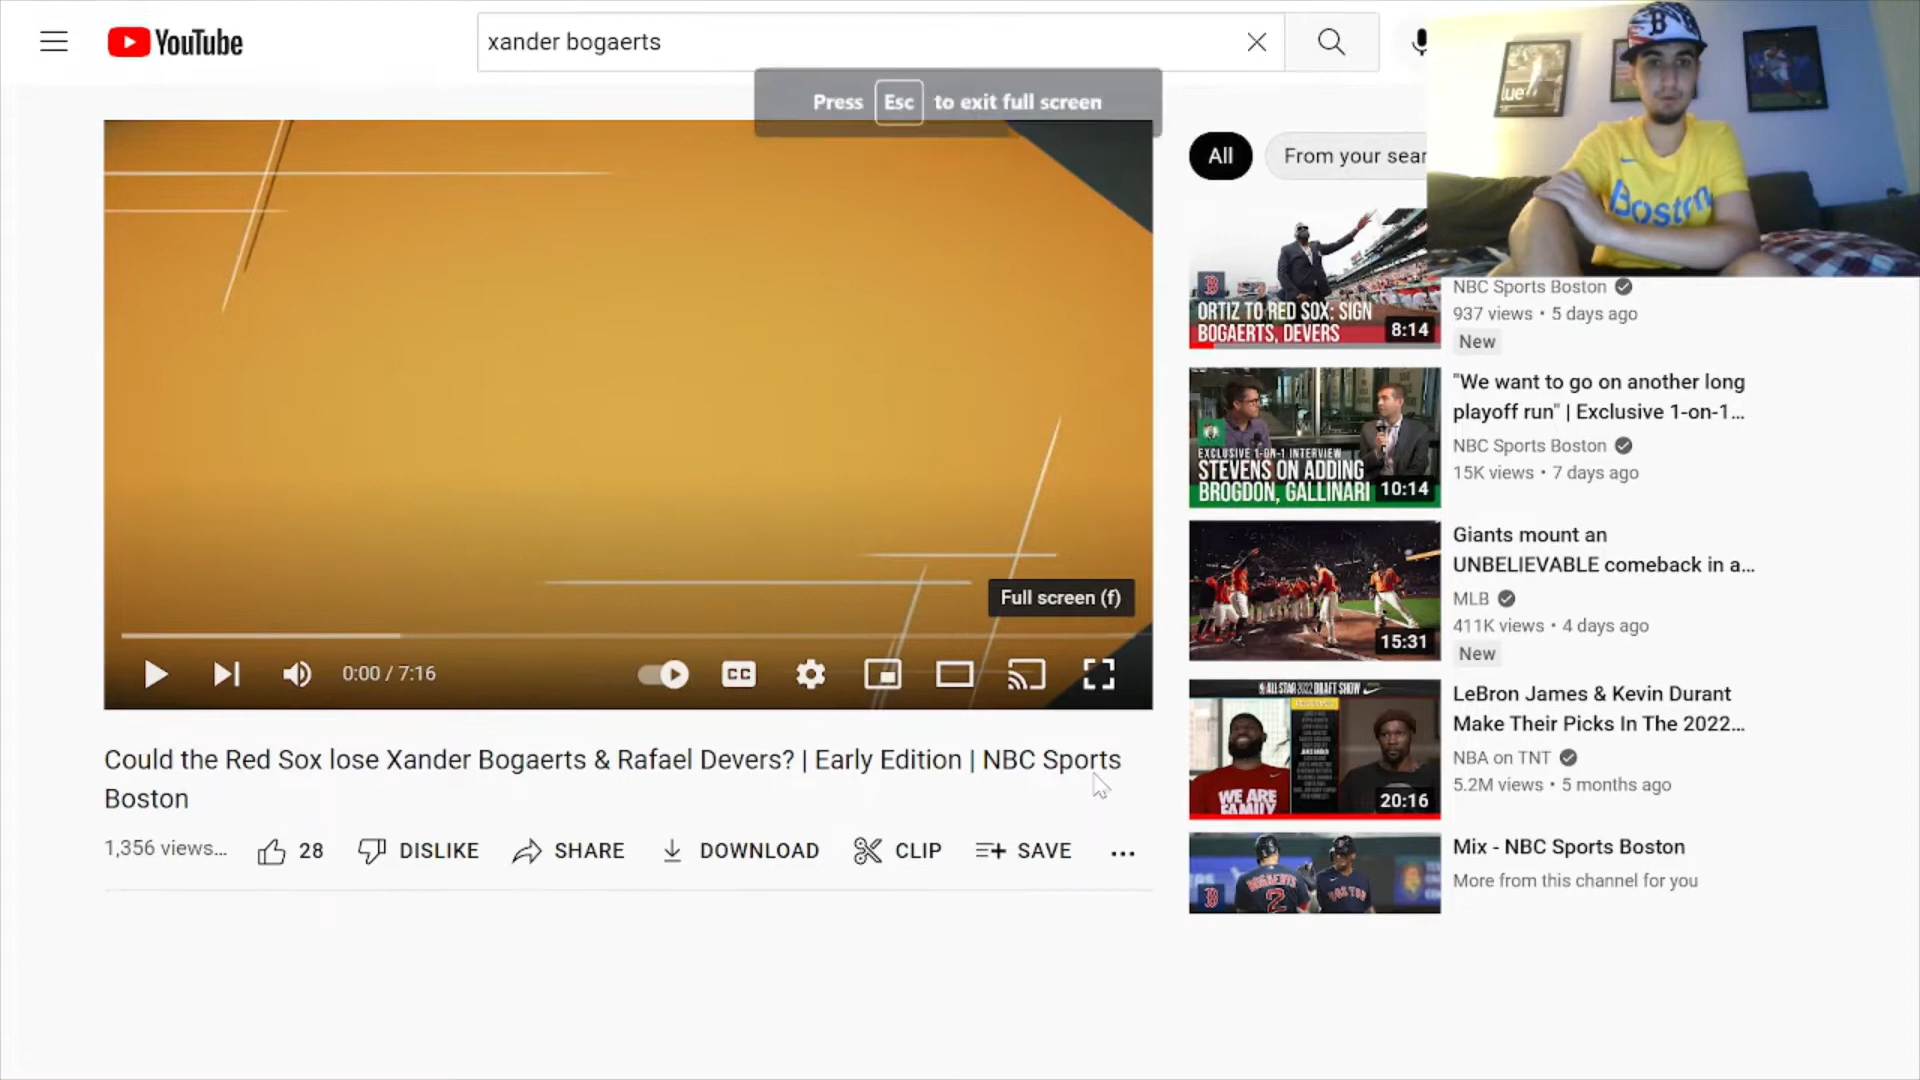 YouTube
xander bogaerts
Press Esc to exit full screen
All
From your sear
Boston
ORTIZ TO RED SOX: SIGN
BOGAERTS, DEVERS
8:14
NBC Sports Boston
937 views • 5 days ago
New
EXCLUSIVE 1-ON-1 INTERVIEW
STEVENS ON ADDING
BROGDON, GALLINARI
10:14
"We want to go on another long
playoff run" | Exclusive 1-on-1...
NBC Sports Boston
15K views • 7 days ago
15:31
Giants mount an
UNBELIEVABLE comeback in a...
MLB
411K views • 4 days ago
New
ALL-STAR 2022 DRAFT SHOW
WE ARE
FAMILY
20:16
LeBron James & Kevin Durant
Make Their Picks In The 2022...
NBA on TNT
5.2M views • 5 months ago
BOGAERTS
2
BOSTON
Mix - NBC Sports Boston
More from this channel for you
Full screen (f)
0:00 / 7:16
CC
Could the Red Sox lose Xander Bogaerts & Rafael Devers? | Early Edition | NBC Sports
Boston
1,356 views...
28
DISLIKE
SHARE
DOWNLOAD
CLIP
SAVE